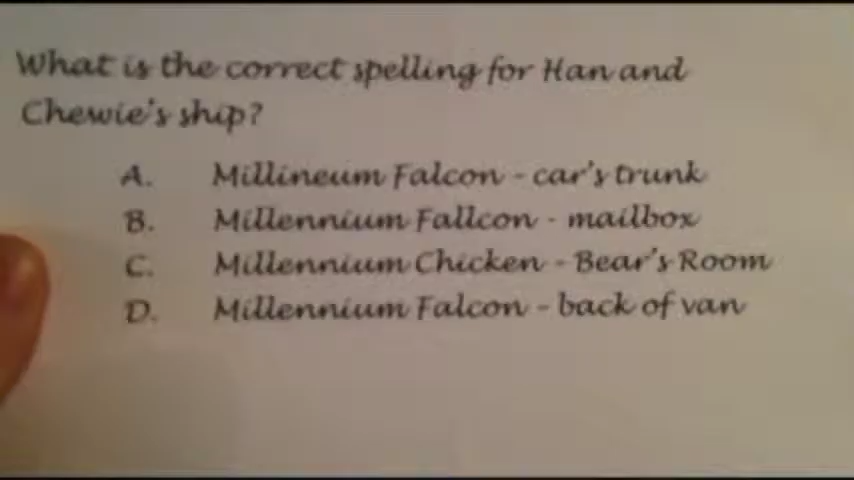 What is the correct spelling for Han and
Chewie's ship?
A. Millineum Falcon - car's trunk
B. Millennium Fallcon - mailbox
C. Millennium Chicken - Bear's Room
D. Millennium Falcon - back of van